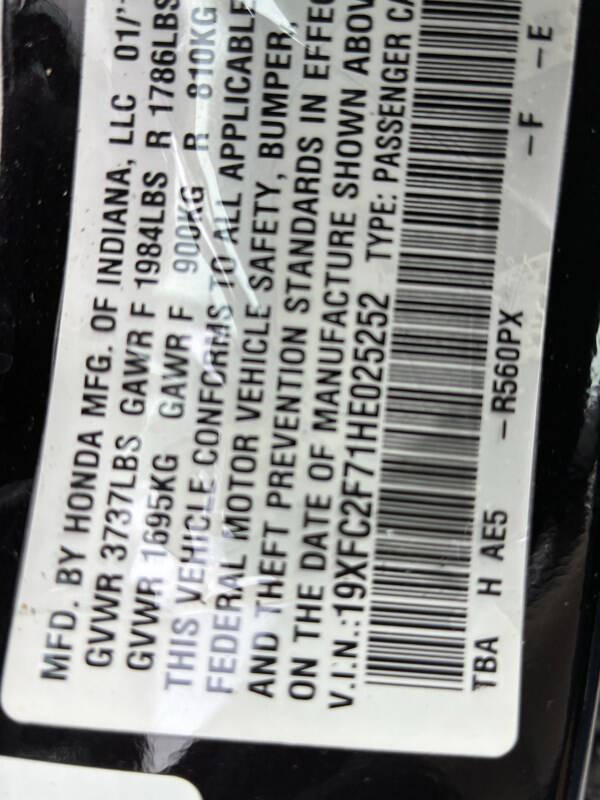 MFD. BY HONDA MFG. OF INDIANA, LLC 01/
GVWR 3737LBS GAWR F 1984LBS R 1786LBS
GVWR 1695KG GAWR F 900KG R 810KG
THIS VEHICLE CONFORMS TO ALL APPLICABLE
FEDERAL MOTOR VEHICLE SAFETY, BUMPER,
AND THEFT PREVENTION STANDARDS IN EFFEC
ON THE DATE OF MANUFACTURE SHOWN ABOV
V.I.N.:19XFC2F71HE025252 TYPE: PASSENGER CA
TBA H AE5 -R560PX -F -E